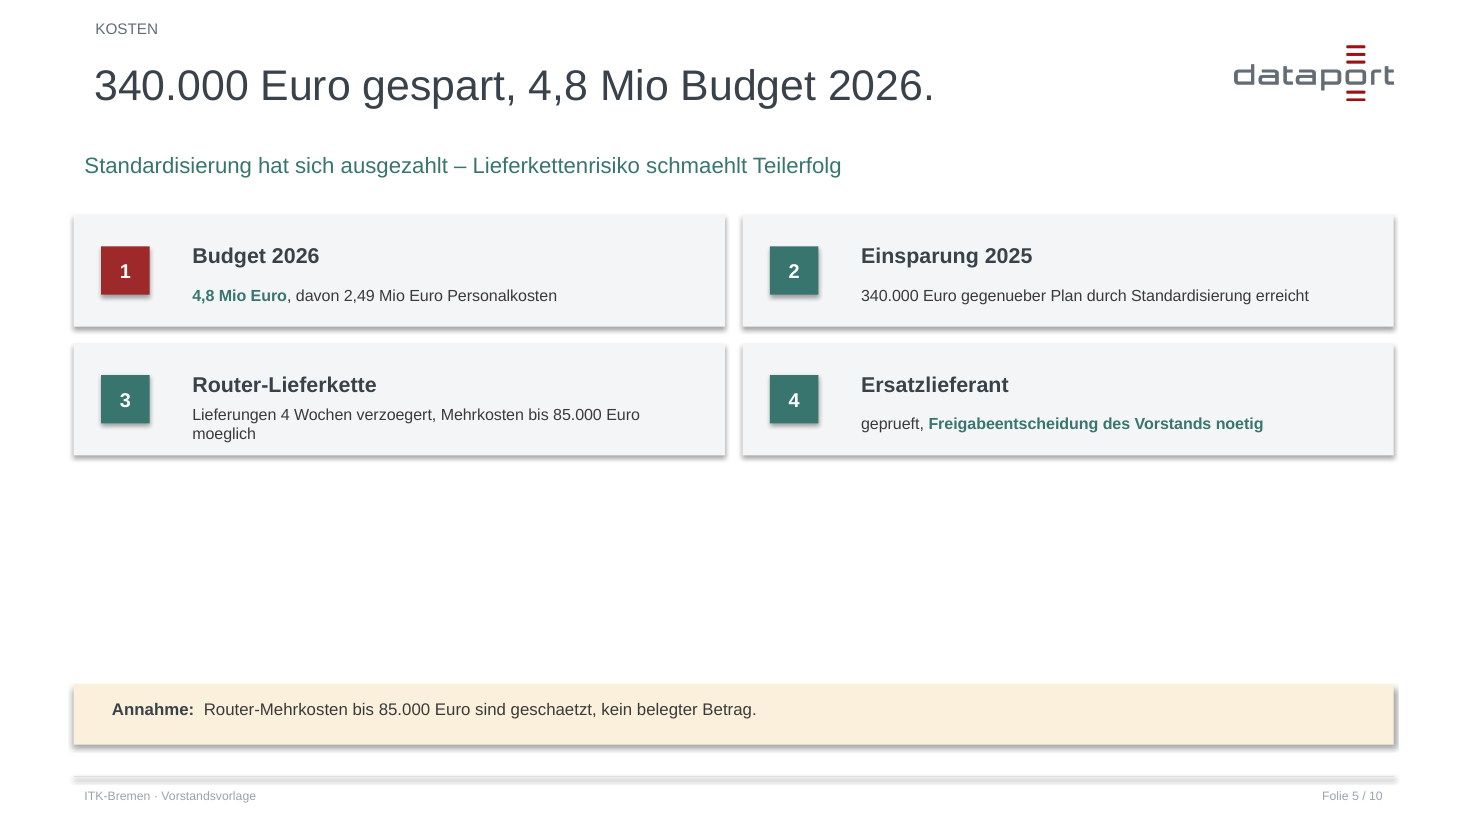 KOSTEN
340.000 Euro gespart, 4,8 Mio Budget 2026.
dataport
Standardisierung hat sich ausgezahlt – Lieferkettenrisiko schmaehlt Teilerfolg
1
Budget 2026
4,8 Mio Euro, davon 2,49 Mio Euro Personalkosten
2
Einsparung 2025
340.000 Euro gegenueber Plan durch Standardisierung erreicht
3
Router-Lieferkette
Lieferungen 4 Wochen verzoegert, Mehrkosten bis 85.000 Euro
moeglich
4
Ersatzlieferant
geprueft, Freigabeentscheidung des Vorstands noetig
Annahme: Router-Mehrkosten bis 85.000 Euro sind geschaetzt, kein belegter Betrag.
ITK-Bremen · Vorstandsvorlage
Folie 5 / 10